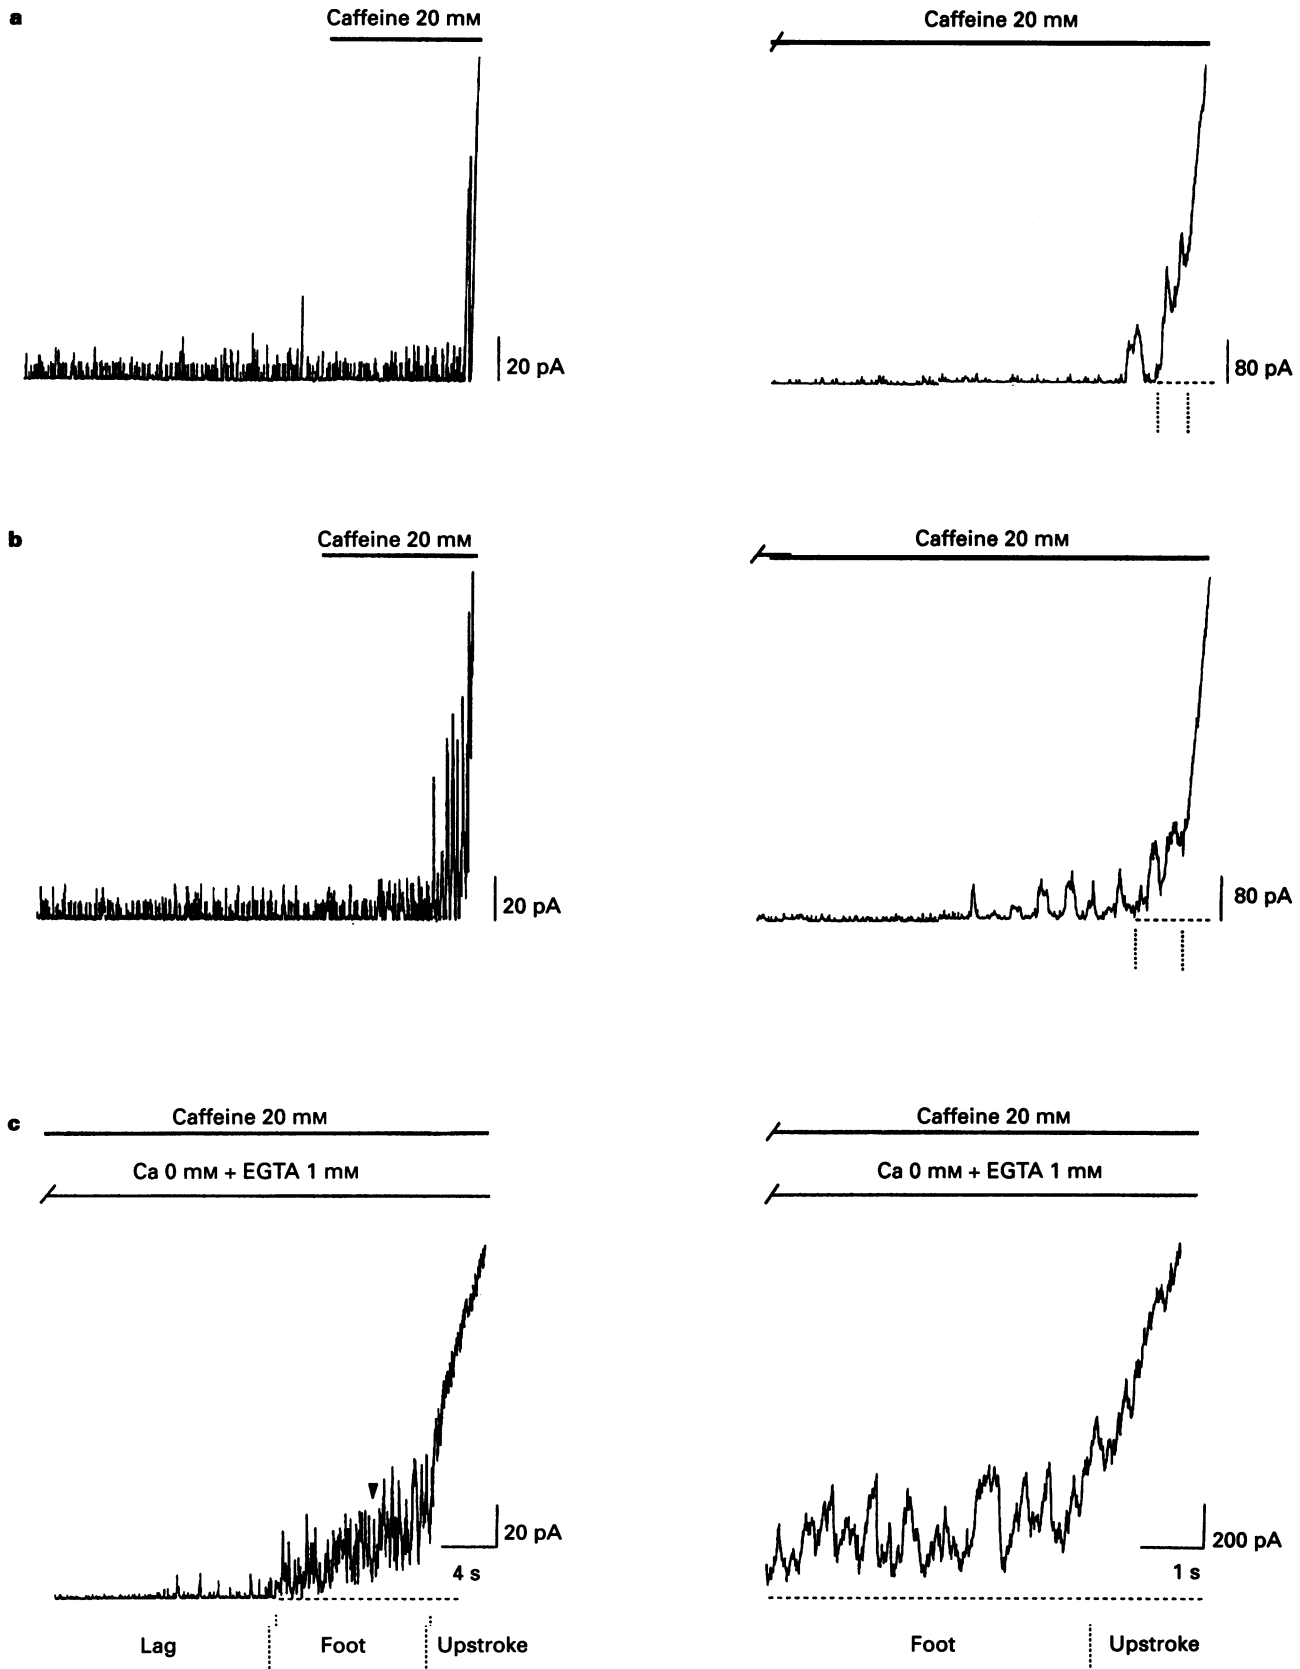 a
Caffeine 20 mM
Caffeine 20 mM
20 pA
80 pA
b
Caffeine 20 mM
Caffeine 20 mM
20 pA
80 pA
c
Caffeine 20 mM
Caffeine 20 mM
Ca 0 mM + EGTA 1 mM
Ca 0 mM + EGTA 1 mM
20 pA
4 s
200 pA
1 s
Lag
Foot
Upstroke
Foot
Upstroke